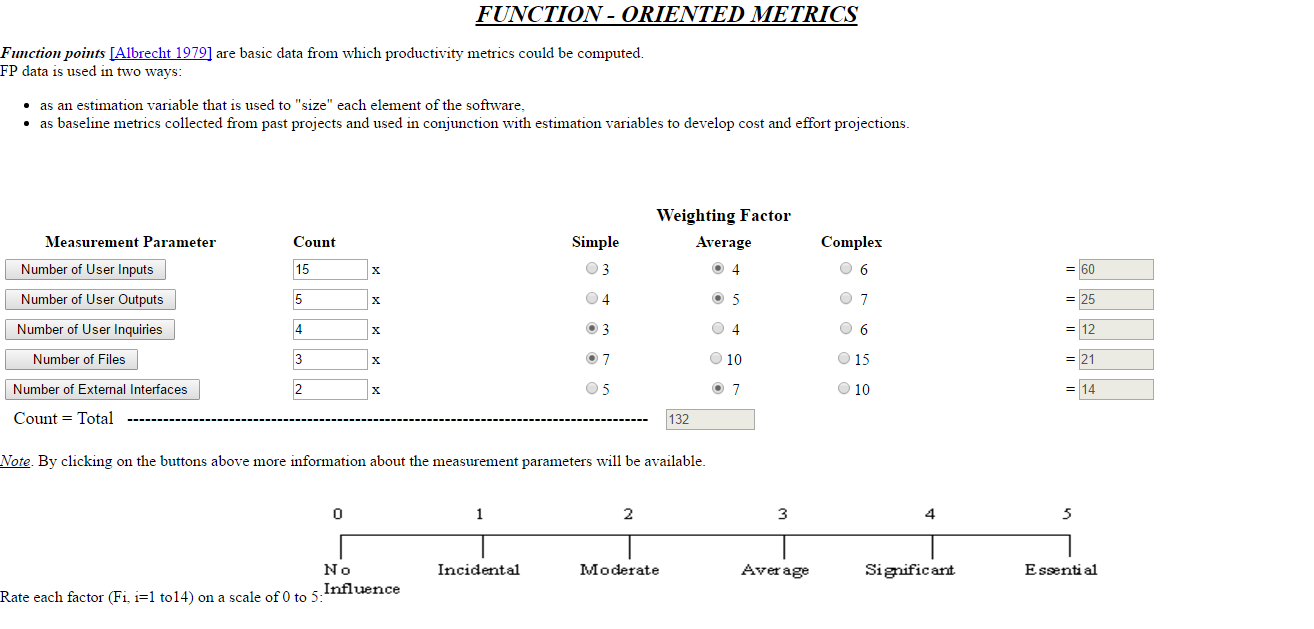 FUNCTION - ORIENTED METRICS
Function points [Albrecht 1979] are basic data from which productivity metrics could be computed.
FP data is used in two ways:
• as an estimation variable that is used to "size" each element of the software,
• as baseline metrics collected from past projects and used in conjunction with estimation variables to develop cost and effort projections.
Weighting Factor
Measurement Parameter Count Simple Average Complex
Number of User Inputs 15 x 3 4 6 = 60
Number of User Outputs 5 x 4 5 7 = 25
Number of User Inquiries 4 x 3 4 6 = 12
Number of Files 3 x 7 10 15 = 21
Number of External Interfaces 2 x 5 7 10 = 14
Count = Total ---------------------------------------------------------------------------------------- 132
Note. By clicking on the buttons above more information about the measurement parameters will be available.
0 1 2 3 4 5
No Incidental Moderate Average Significant Essential
Influence
Rate each factor (Fi, i=1 to14) on a scale of 0 to 5: